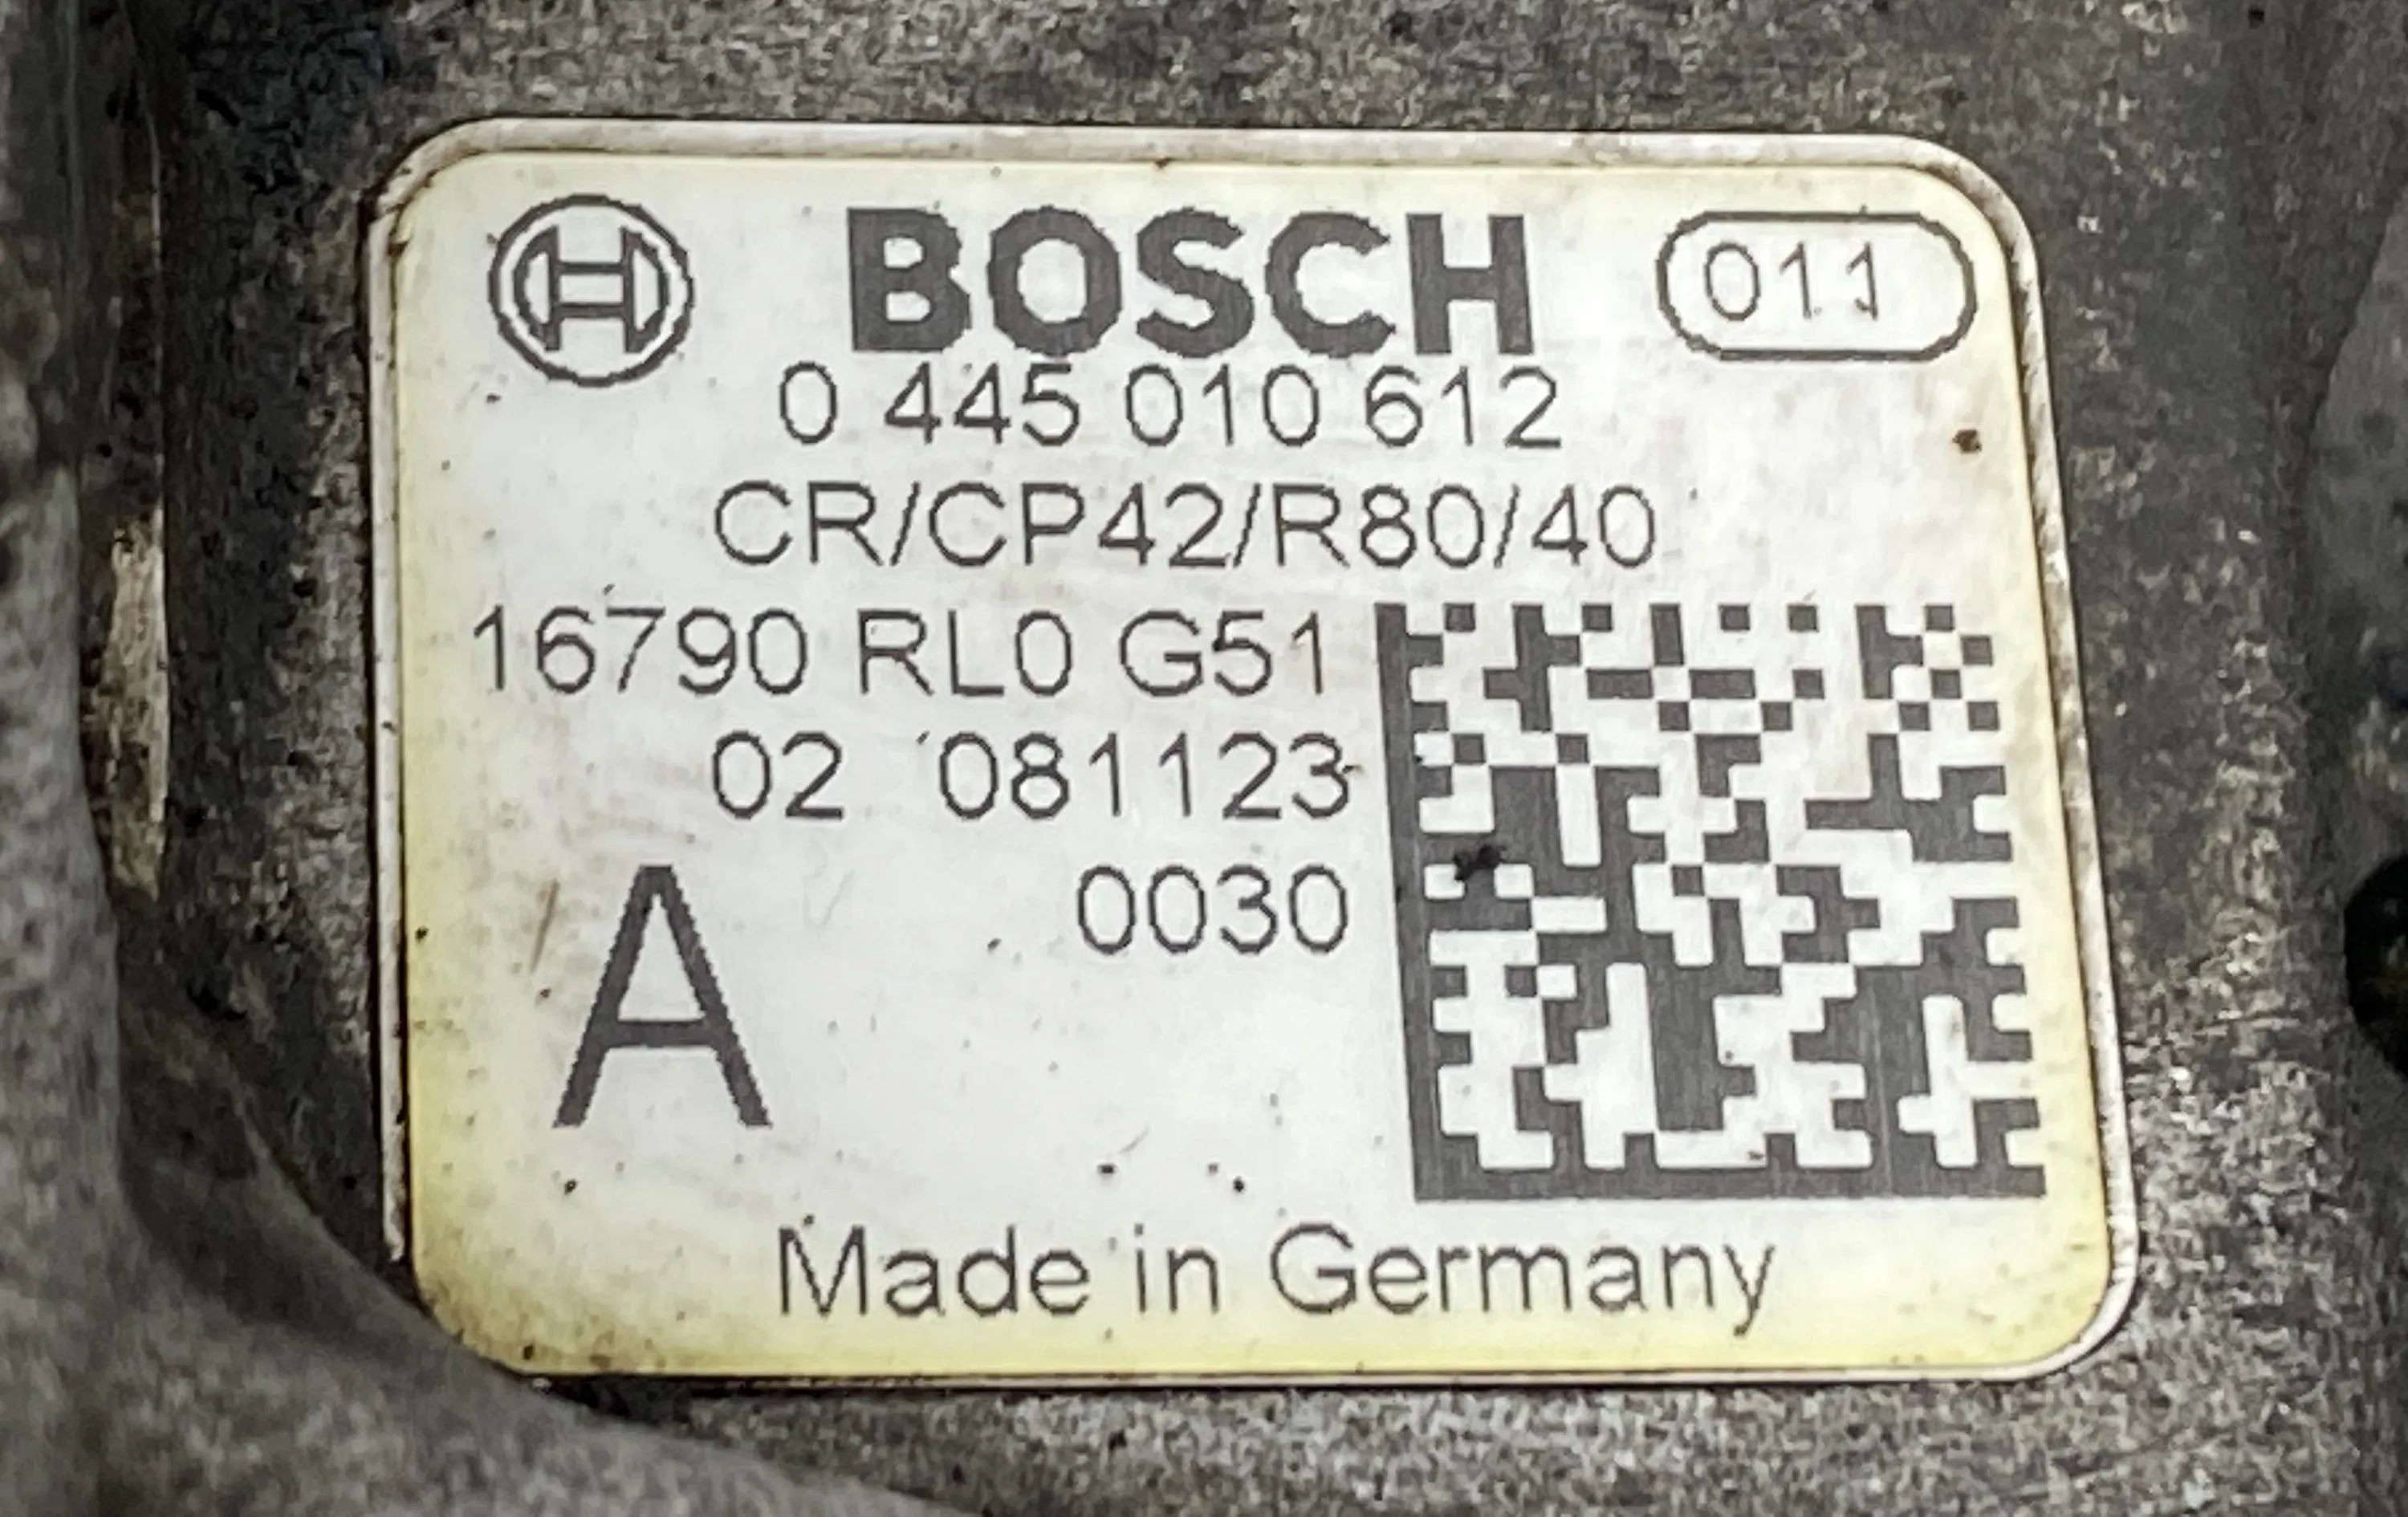 BOSCH 011
0 445 010 612
CR/CP42/R80/40
16790 RL0 G51
02 081123
A 0030
Made in Germany